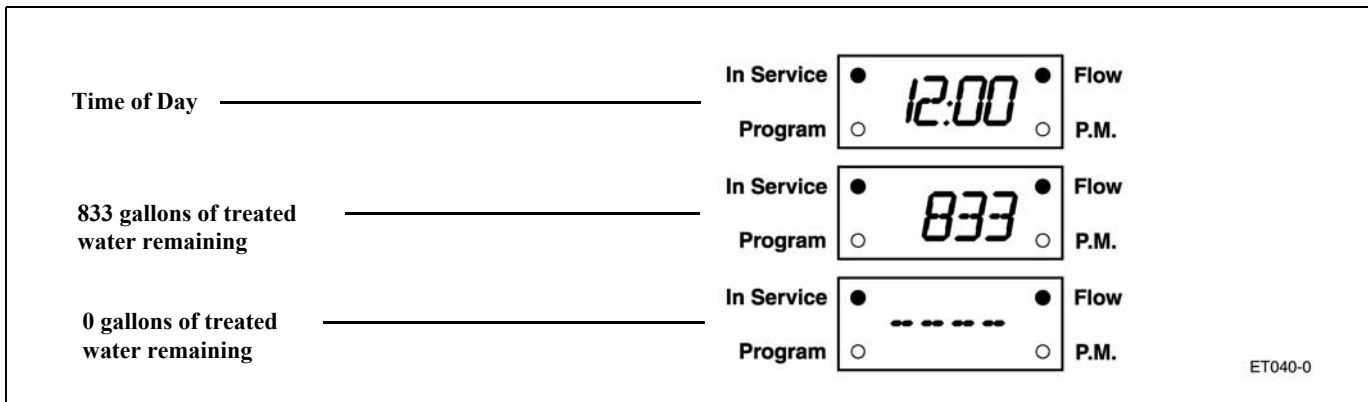 Time of Day
In Service
12:00
Flow
Program
P.M.
833 gallons of treated
water remaining
In Service
833
Flow
Program
P.M.
0 gallons of treated
water remaining
In Service
----
Flow
Program
P.M.
ET040-0